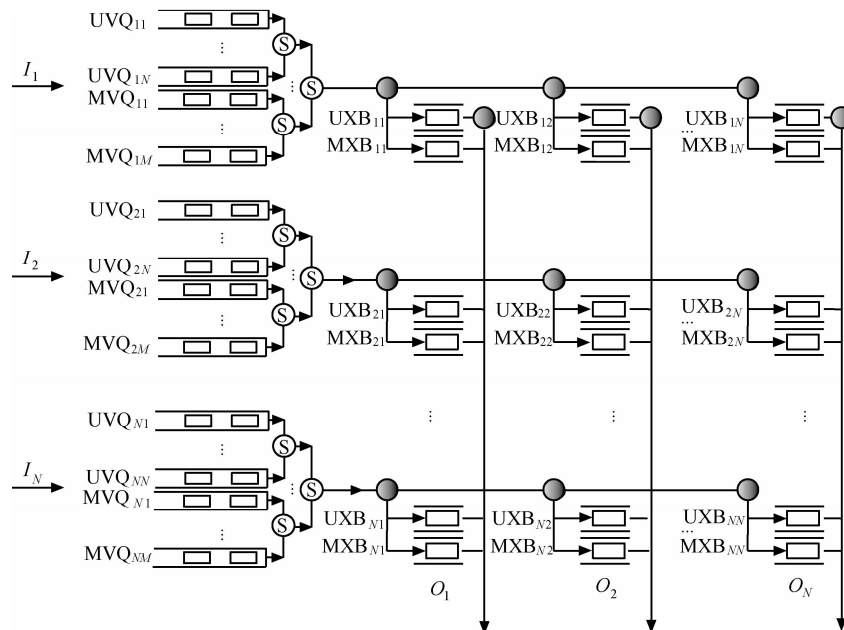 UVQ11
⋮
I1
UVQ1N
MVQ11
⋮
MVQ1M
S
S
⋮
S
UXB11
MXB11
UXB12
MXB12
UXB1N
...
MXB1N
UVQ21
⋮
I2
UVQ2N
MVQ21
⋮
MVQ2M
S
S
⋮
S
UXB21
MXB21
UXB22
MXB22
UXB2N
...
MXB2N
⋮
⋮
⋮
UVQN1
⋮
IN
UVQNN
MVQN1
⋮
MVQNM
S
S
⋮
S
UXBN1
MXBN1
UXBN2
MXBN2
UXBNN
...
MXBNN
O1
O2
ON